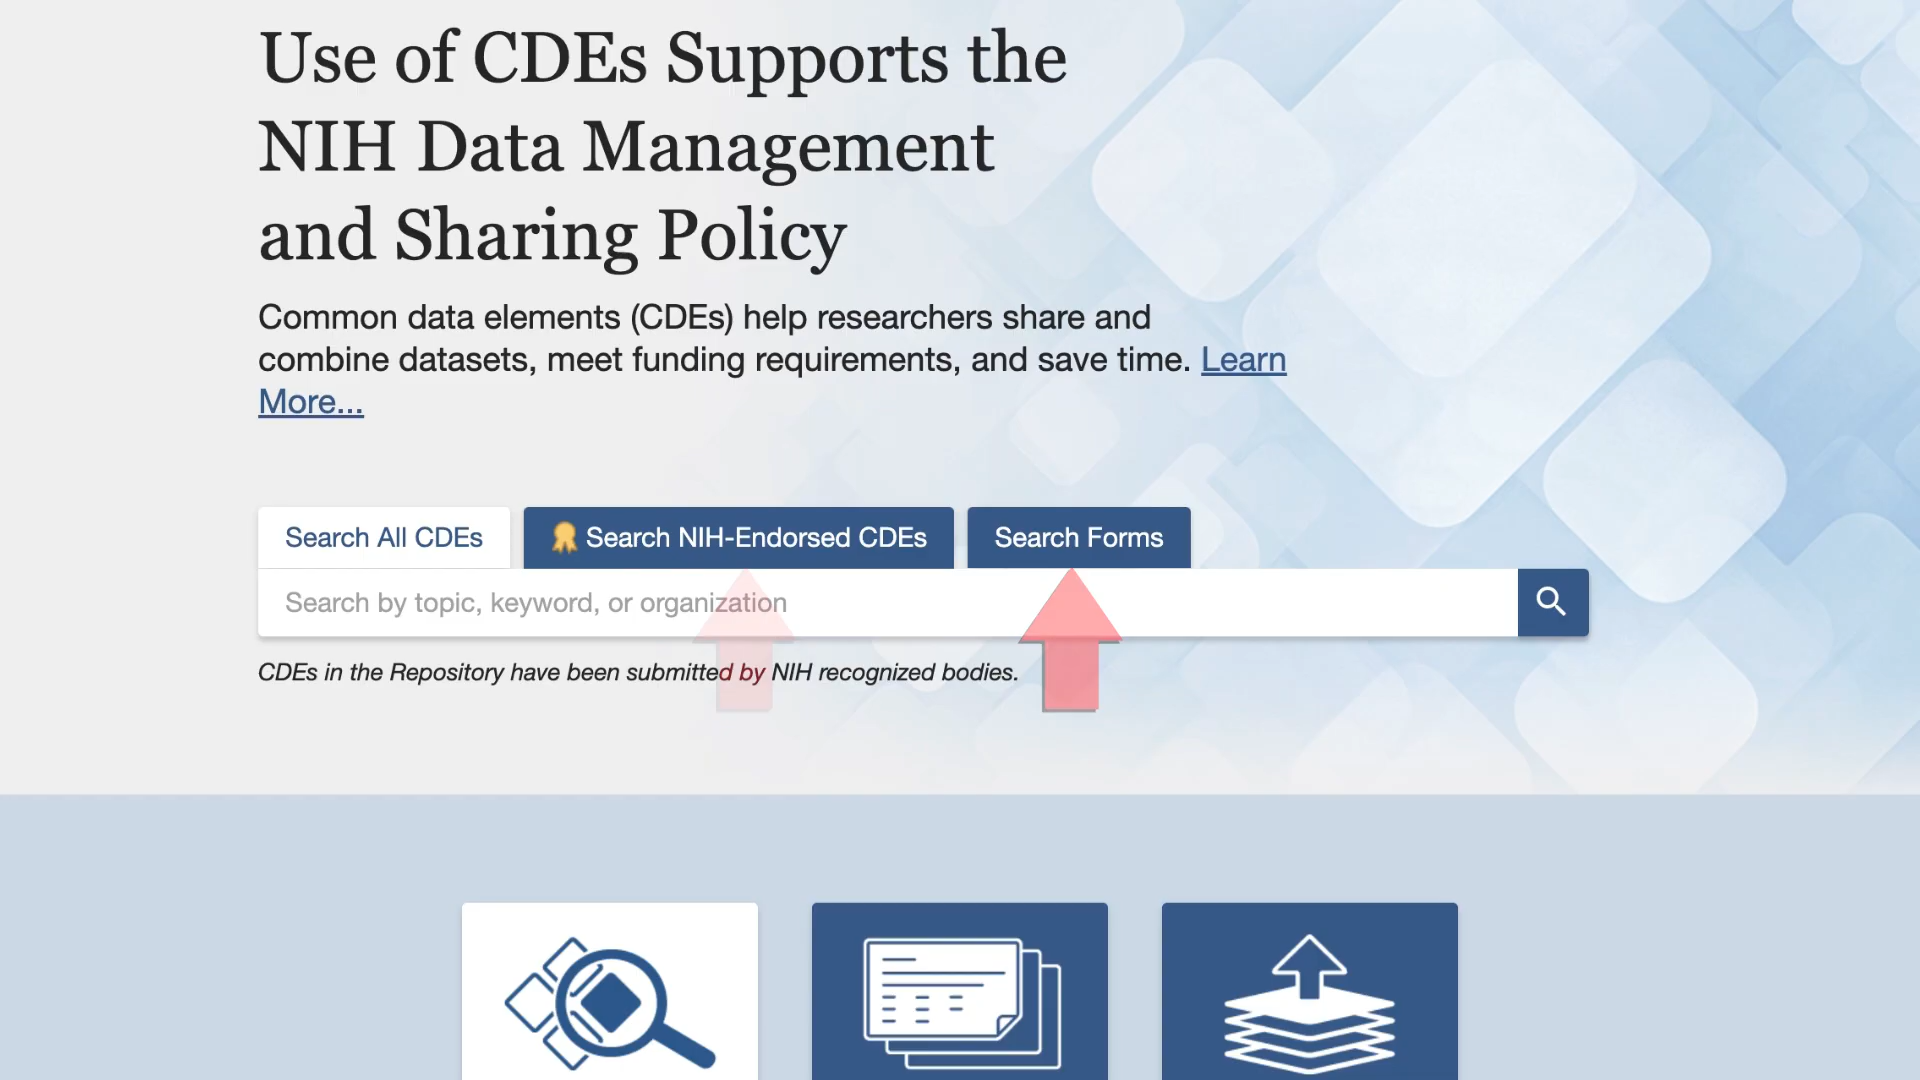 Use of CDEs Supports the
NIH Data Management
and Sharing Policy
Common data elements (CDEs) help researchers share and
combine datasets, meet funding requirements, and save time. Learn
More...
Search All CDEs
Search NIH-Endorsed CDEs
Search Forms
Search by topic, keyword, or organization
CDEs in the Repository have been submitted by NIH recognized bodies.